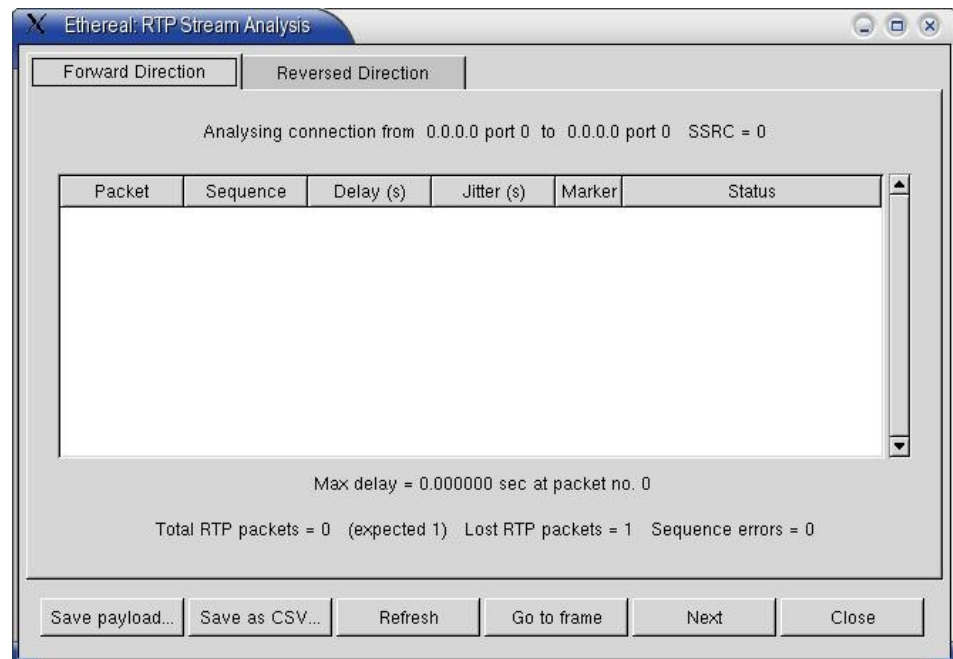 Ethereal: RTP Stream Analysis
Forward Direction Reversed Direction
Analysing connection from 0.0.0.0 port 0 to 0.0.0.0 port 0 SSRC = 0
Packet Sequence Delay (s) Jitter (s) Marker Status
Max delay = 0.000000 sec at packet no. 0
Total RTP packets = 0 (expected 1) Lost RTP packets = 1 Sequence errors = 0
Save payload... Save as CSV... Refresh Go to frame Next Close